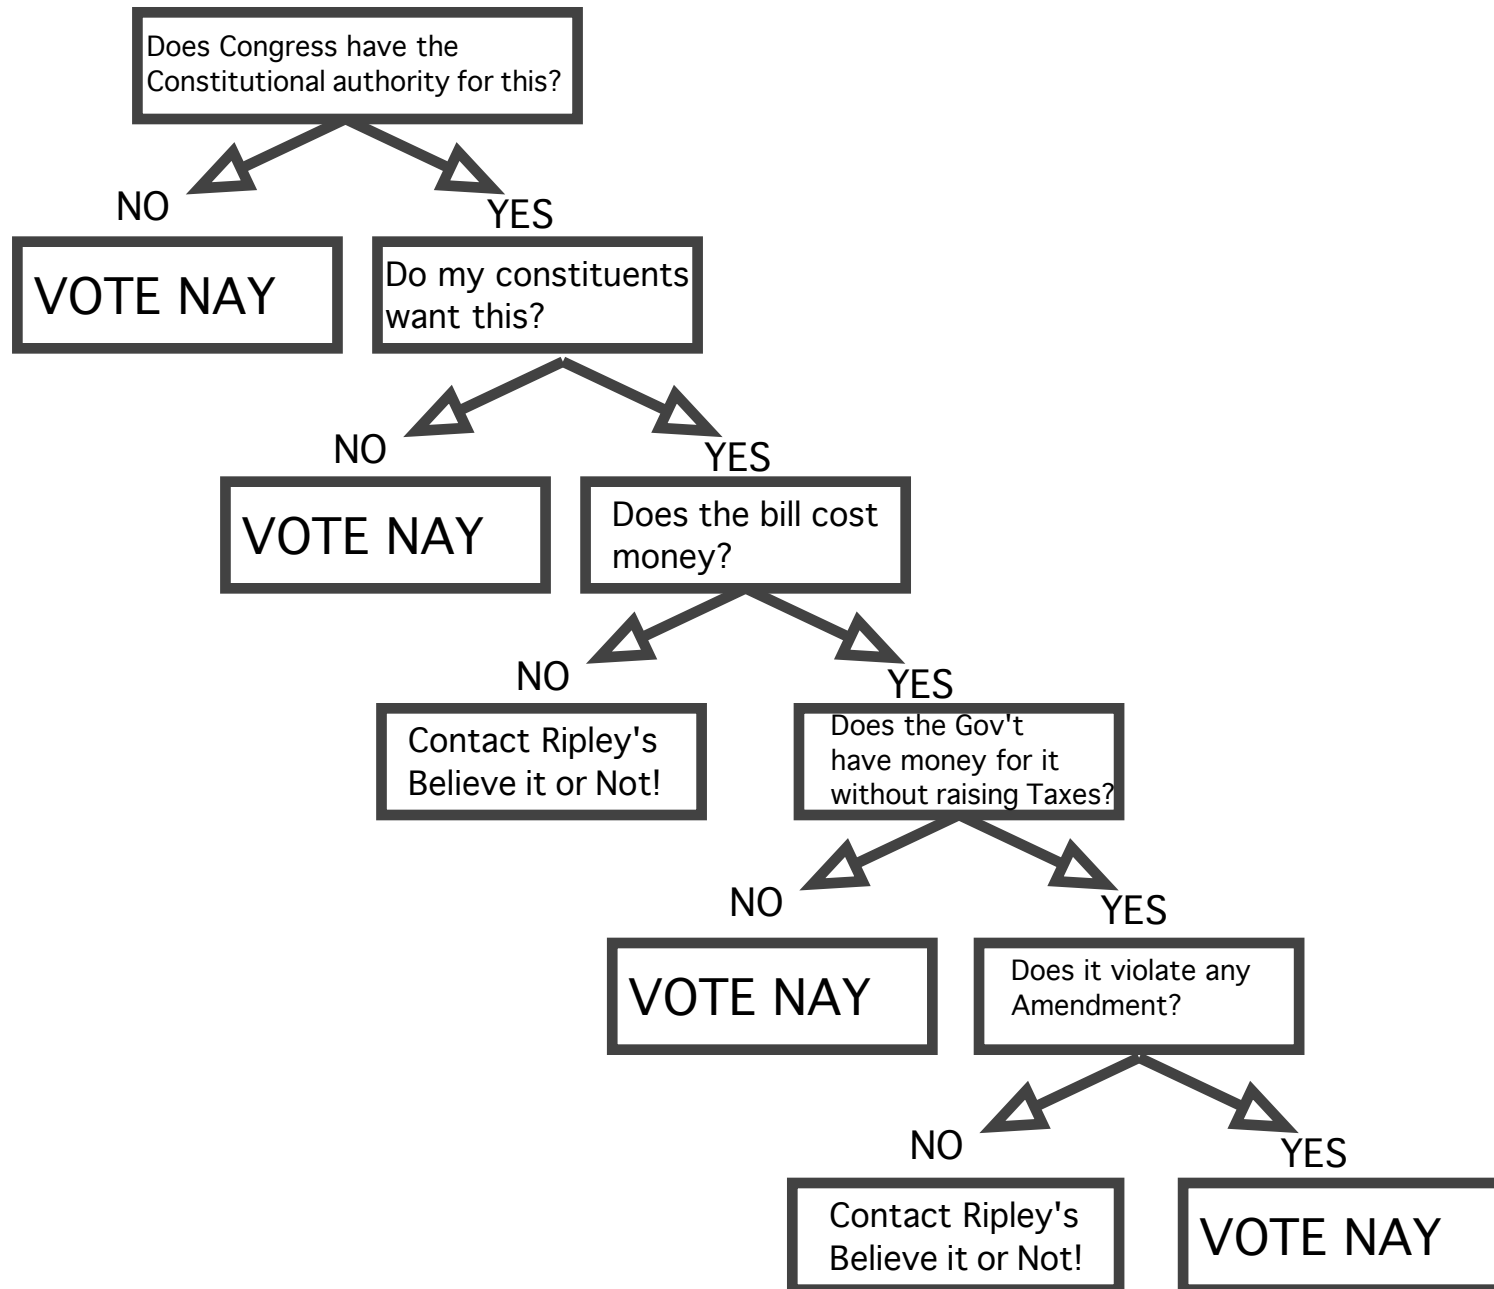 Does Congress have the
Constitutional authority for this?
NO
YES
VOTE NAY
Do my constituents
want this?
NO
YES
VOTE NAY
Does the bill cost
money?
NO
YES
Contact Ripley's
Believe it or Not!
Does the Gov't
have money for it
without raising Taxes?
NO
YES
VOTE NAY
Does it violate any
Amendment?
NO
YES
Contact Ripley's
Believe it or Not!
VOTE NAY